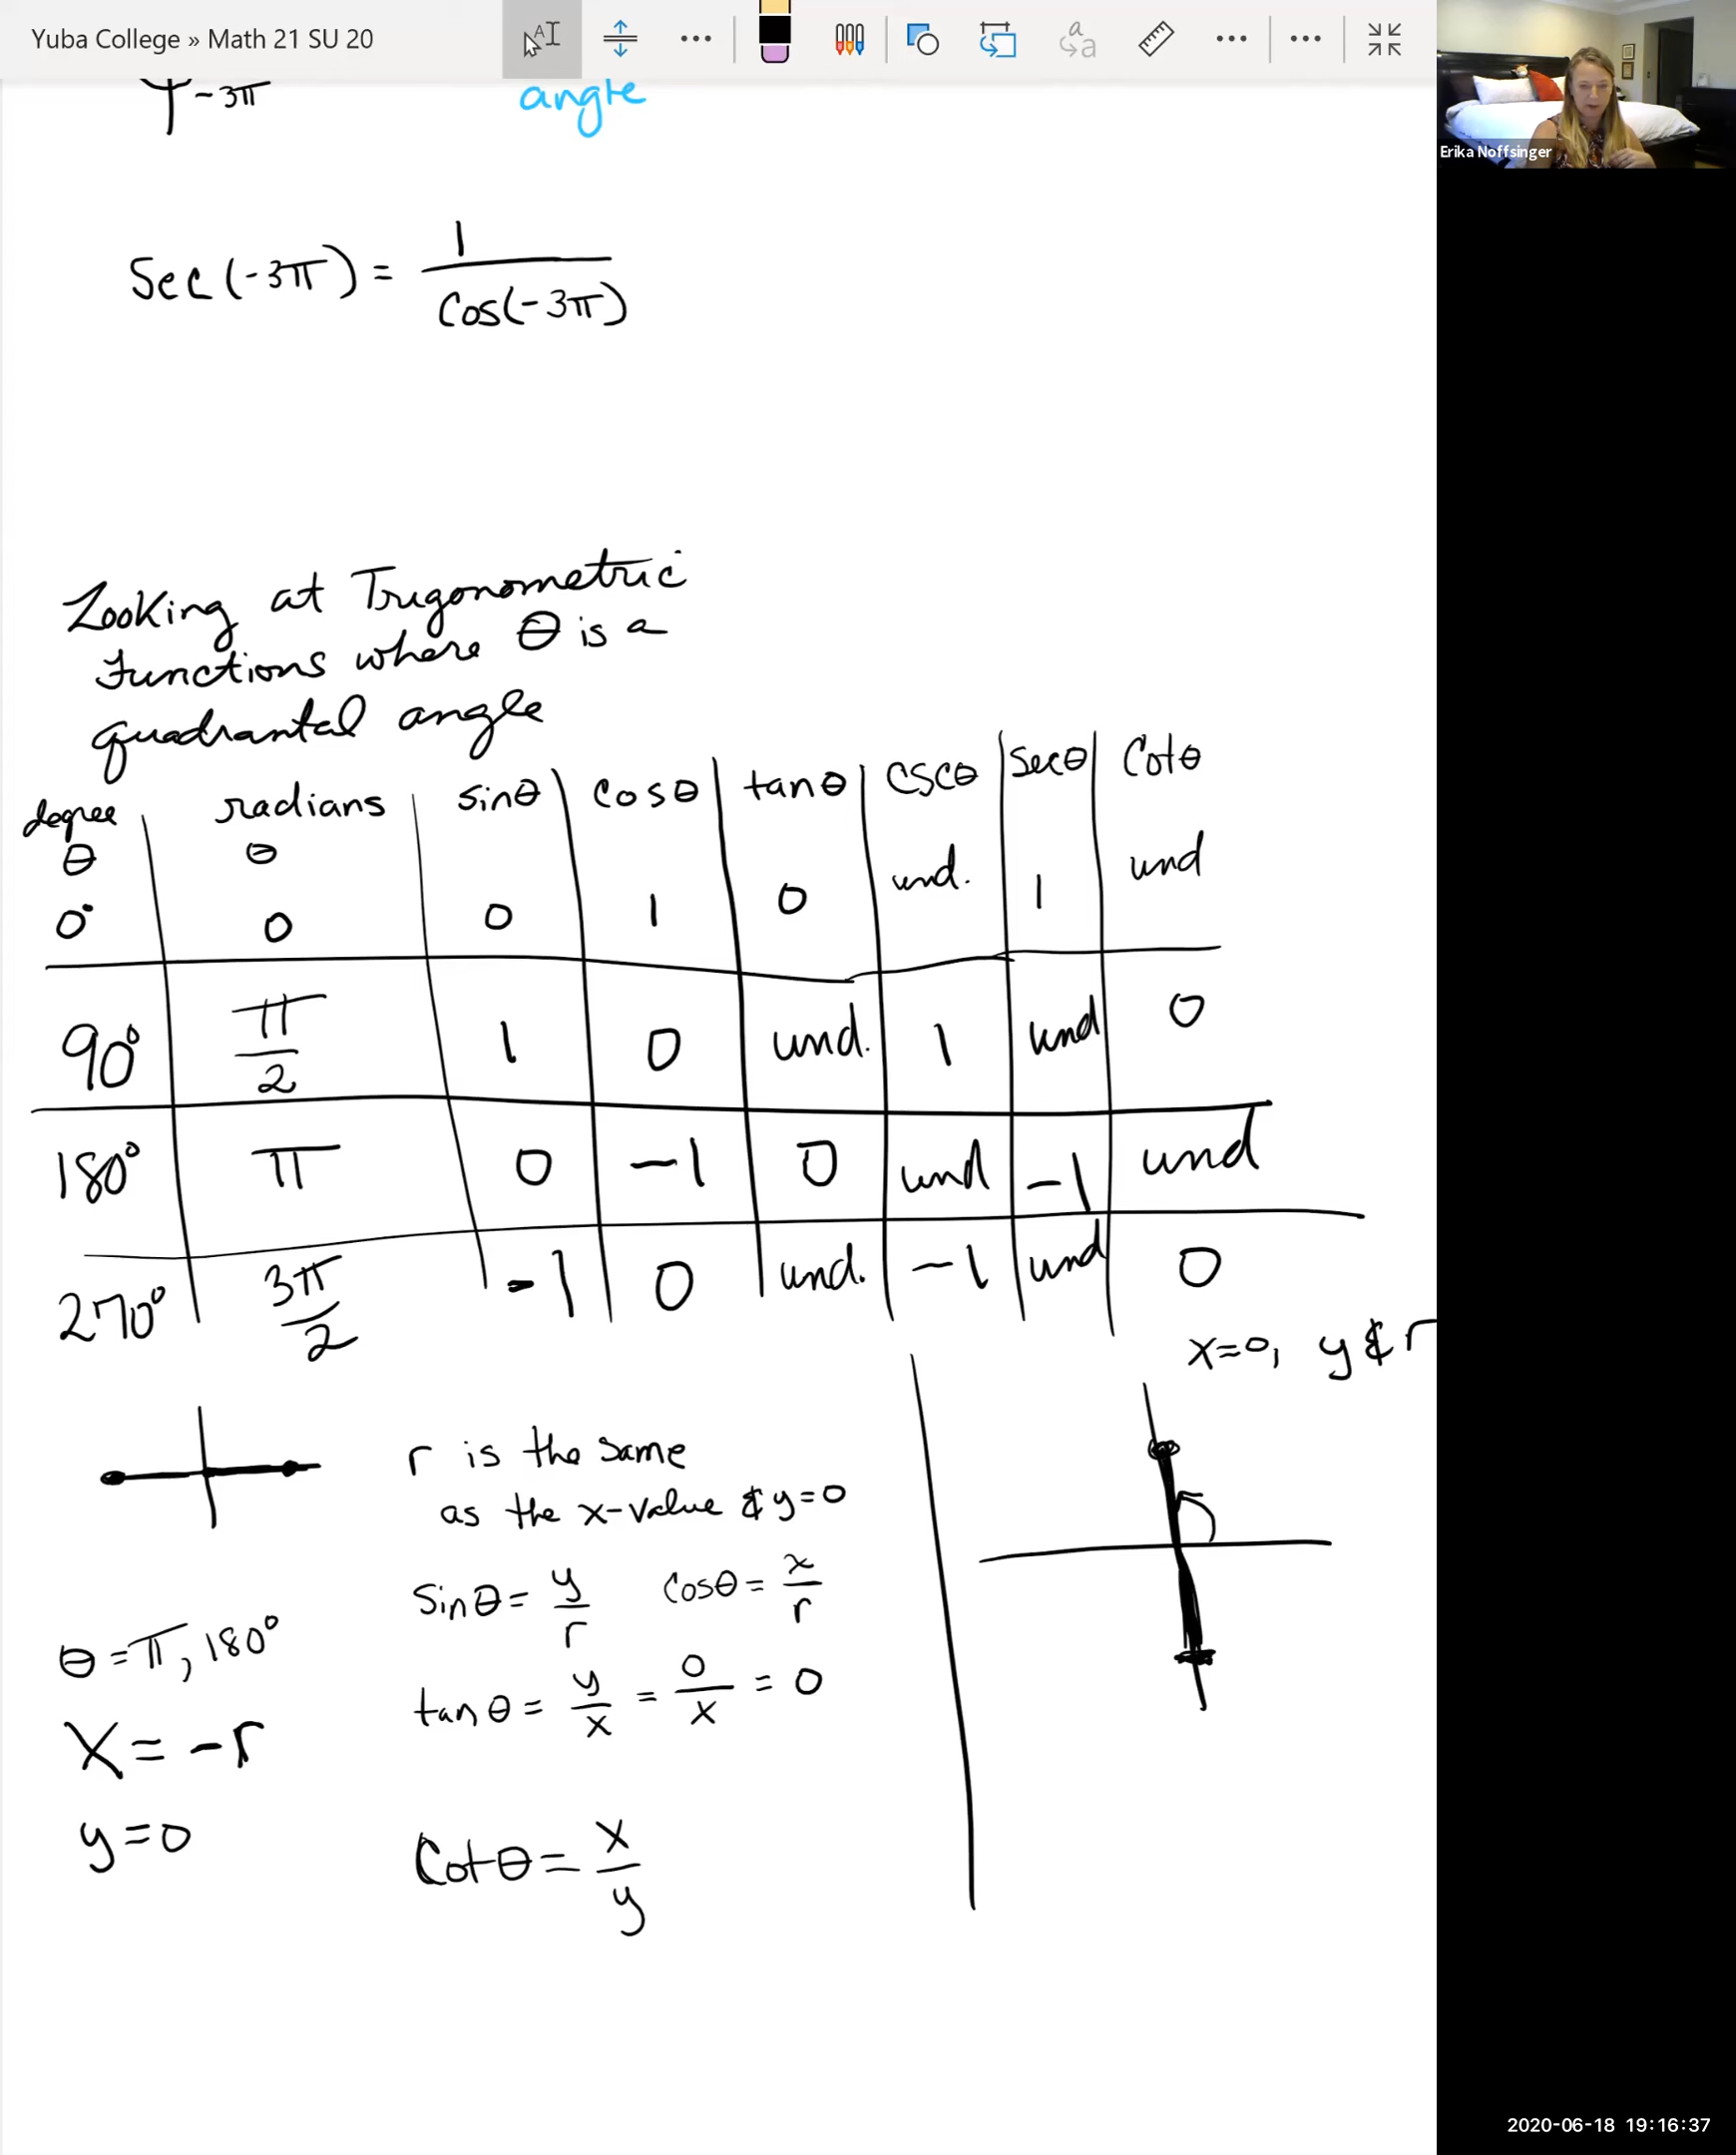 Yuba College » Math 21 SU 20
Erika Noffsinger
-3π angle
Sec(-3π) = 1 / Cos(-3π)
Looking at Trigonometric
Functions where θ is a
quadrantal angle
degree θ radians θ sinθ cosθ tanθ cscθ secθ Cotθ
0° 0 0 1 0 und. 1 und
90° π/2 1 0 und. 1 und 0
180° π 0 -1 0 und -1 und
270° 3π/2 -1 0 und. -1 und 0
x=0, y & r
r is the same
as the x-value & y=0
Sinθ = y/r Cosθ = x/r
θ = π, 180°
tanθ = y/x = 0/x = 0
X = -r
y=0
Cotθ = x/y
2020-06-18 19:16:37